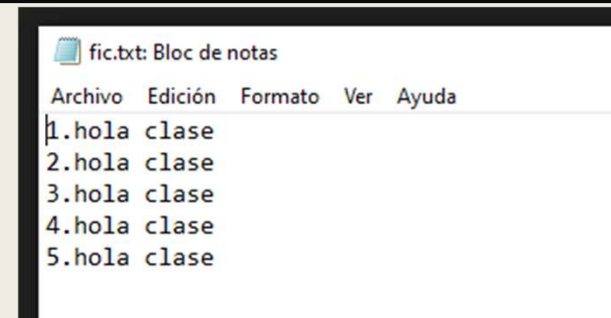 fic.txt: Bloc de notas
Archivo Edición Formato Ver Ayuda
1.hola clase
2.hola clase
3.hola clase
4.hola clase
5.hola clase